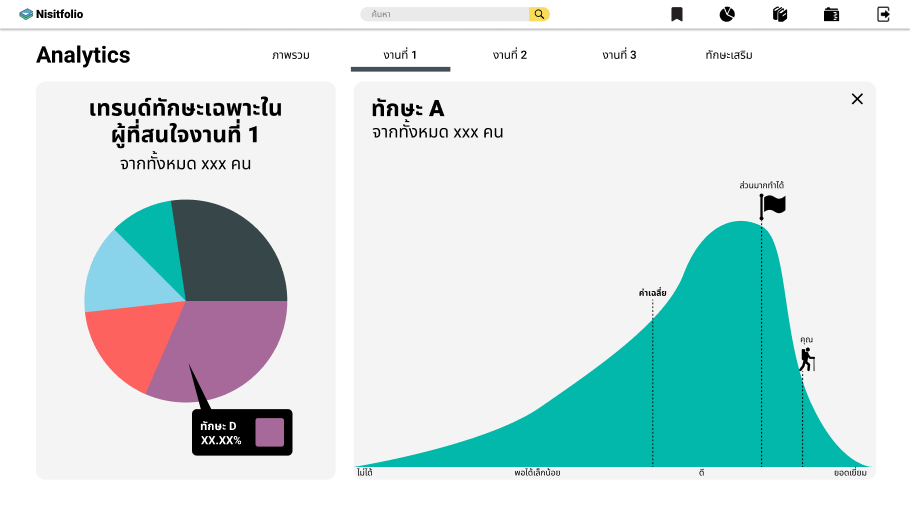 Nisitfolio
ค้นหา
Analytics
ภาพรวม
งานที่ 1
งานที่ 2
งานที่ 3
ทักษะเสริม
เทรนด์ทักษะเฉพาะใน
ผู้ที่สนใจงานที่ 1
จากทั้งหมด xxx คน
ทักษะ D
XX.XX%
ทักษะ A
จากทั้งหมด xxx คน
ส่วนมากทำได้
ค่าเฉลี่ย
คุณ
ไม่ได้
พอได้เล็กน้อย
ดี
ยอดเยี่ยม